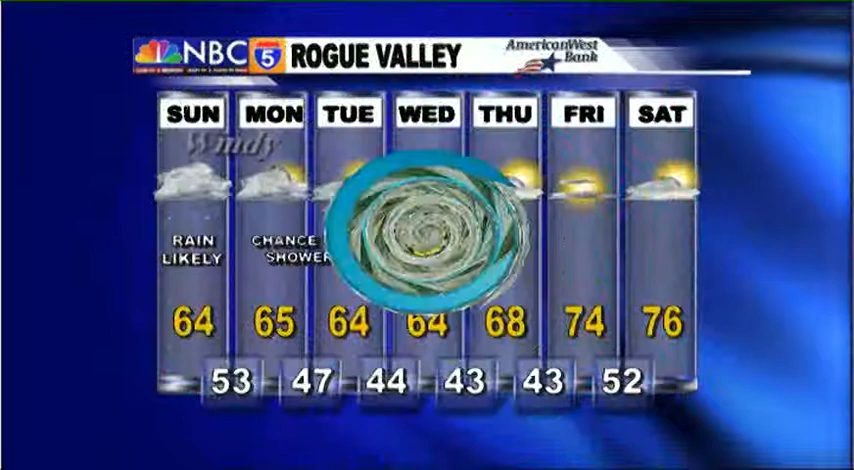 NBC 5 ROGUE VALLEY AmericanWest
Bank
SUN MON TUE WED THU FRI SAT
Windy
RAIN CHANCE
LIKELY SHOWER
64 65 64 64 68 74 76
53 47 44 43 43 52